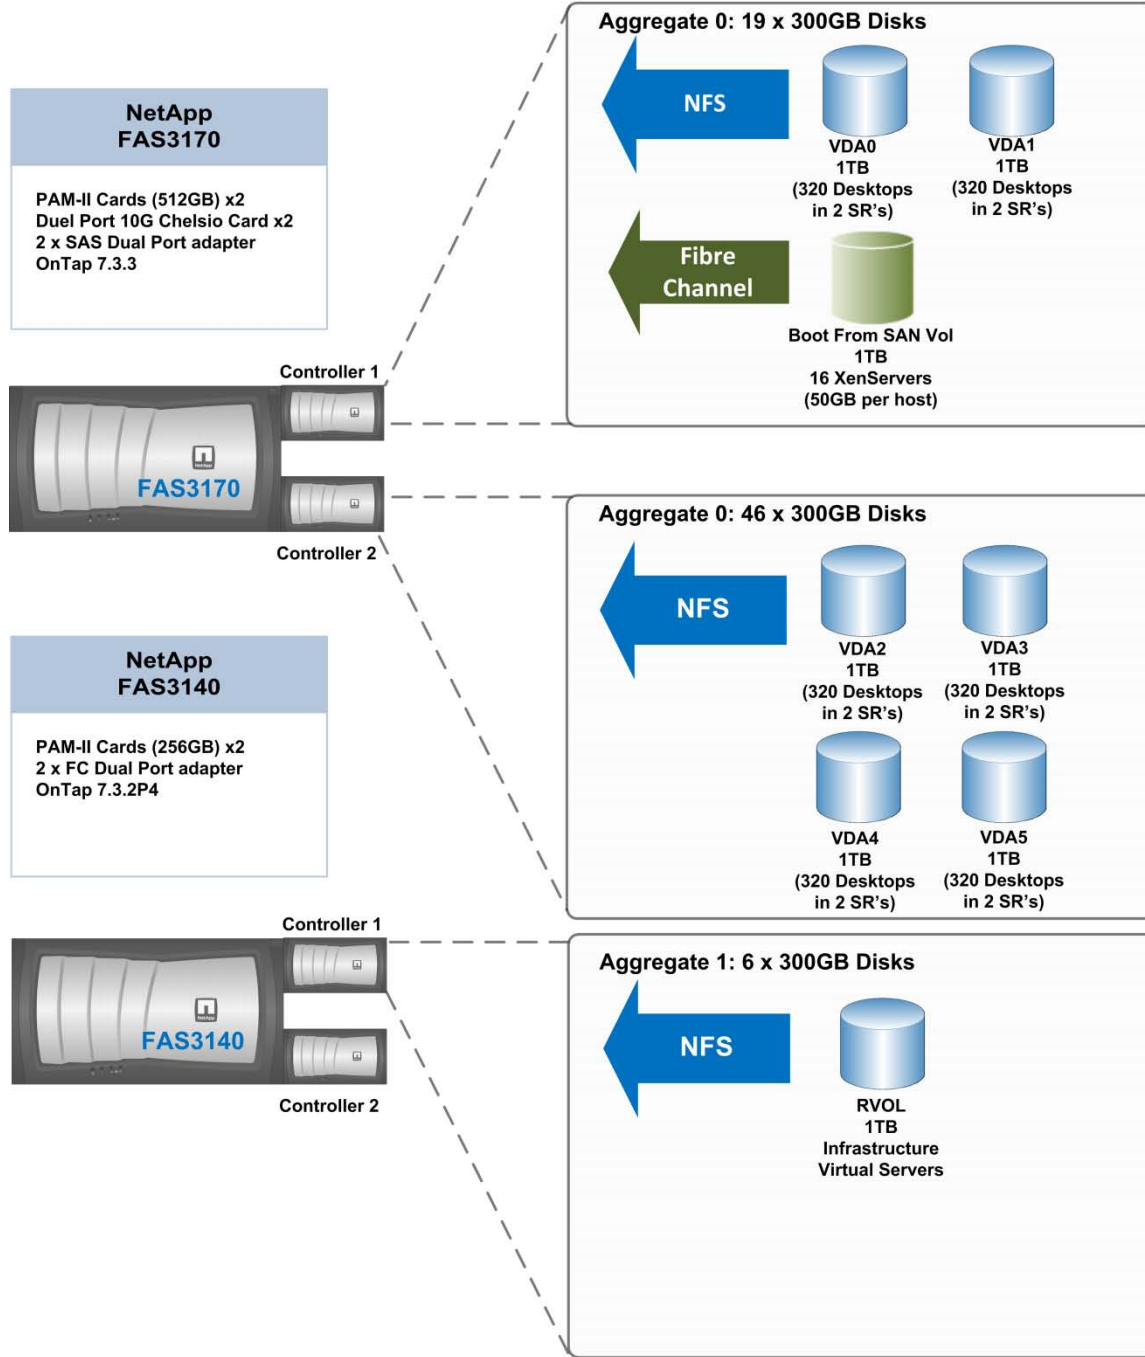 NetApp
FAS3170
PAM-II Cards (512GB) x2
Duel Port 10G Chelsio Card x2
2 x SAS Dual Port adapter
OnTap 7.3.3
Controller 1
NetApp
FAS3170
Controller 2
NetApp
FAS3140
PAM-II Cards (256GB) x2
2 x FC Dual Port adapter
OnTap 7.3.2P4
Controller 1
NetApp
FAS3140
Controller 2
Aggregate 0: 19 x 300GB Disks
NFS
VDA0
1TB
(320 Desktops
in 2 SR's)
VDA1
1TB
(320 Desktops
in 2 SR's)
Fibre
Channel
Boot From SAN Vol
1TB
16 XenServers
(50GB per host)
Aggregate 0: 46 x 300GB Disks
NFS
VDA2
1TB
(320 Desktops
in 2 SR's)
VDA3
1TB
(320 Desktops
in 2 SR's)
VDA4
1TB
(320 Desktops
in 2 SR's)
VDA5
1TB
(320 Desktops
in 2 SR's)
Aggregate 1: 6 x 300GB Disks
NFS
RVOL
1TB
Infrastructure
Virtual Servers